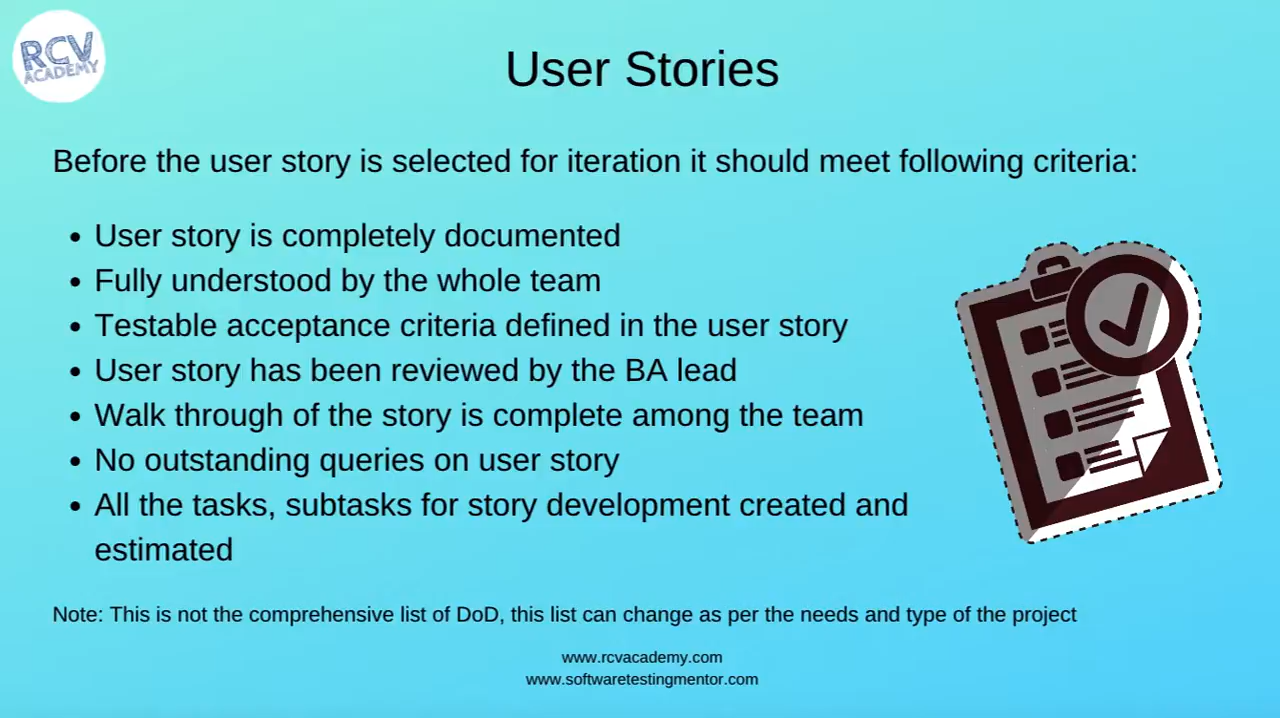 RCV
ACADEMY
User Stories
Before the user story is selected for iteration it should meet following criteria:
• User story is completely documented
• Fully understood by the whole team
• Testable acceptance criteria defined in the user story
• User story has been reviewed by the BA lead
• Walk through of the story is complete among the team
• No outstanding queries on user story
• All the tasks, subtasks for story development created and
estimated
Note: This is not the comprehensive list of DoD, this list can change as per the needs and type of the project
www.rcvacademy.com
www.softwaretestingmentor.com